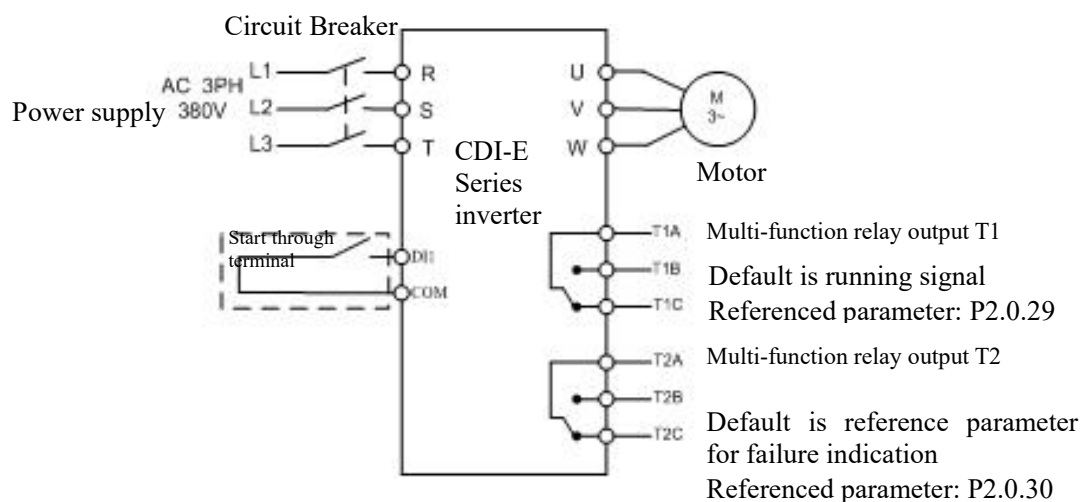 Circuit Breaker
L1
R
U
AC 3PH
380V
Power supply
L2
S
V
M
3~
L3
T
W
CDI-E
Series
inverter
Motor
Start through
terminal
DI1
COM
T1A
Multi-function relay output T1
T1B
Default is running signal
T1C
Referenced parameter: P2.0.29
T2A
Multi-function relay output T2
T2B
T2C
Default is reference parameter
for failure indication
Referenced parameter: P2.0.30